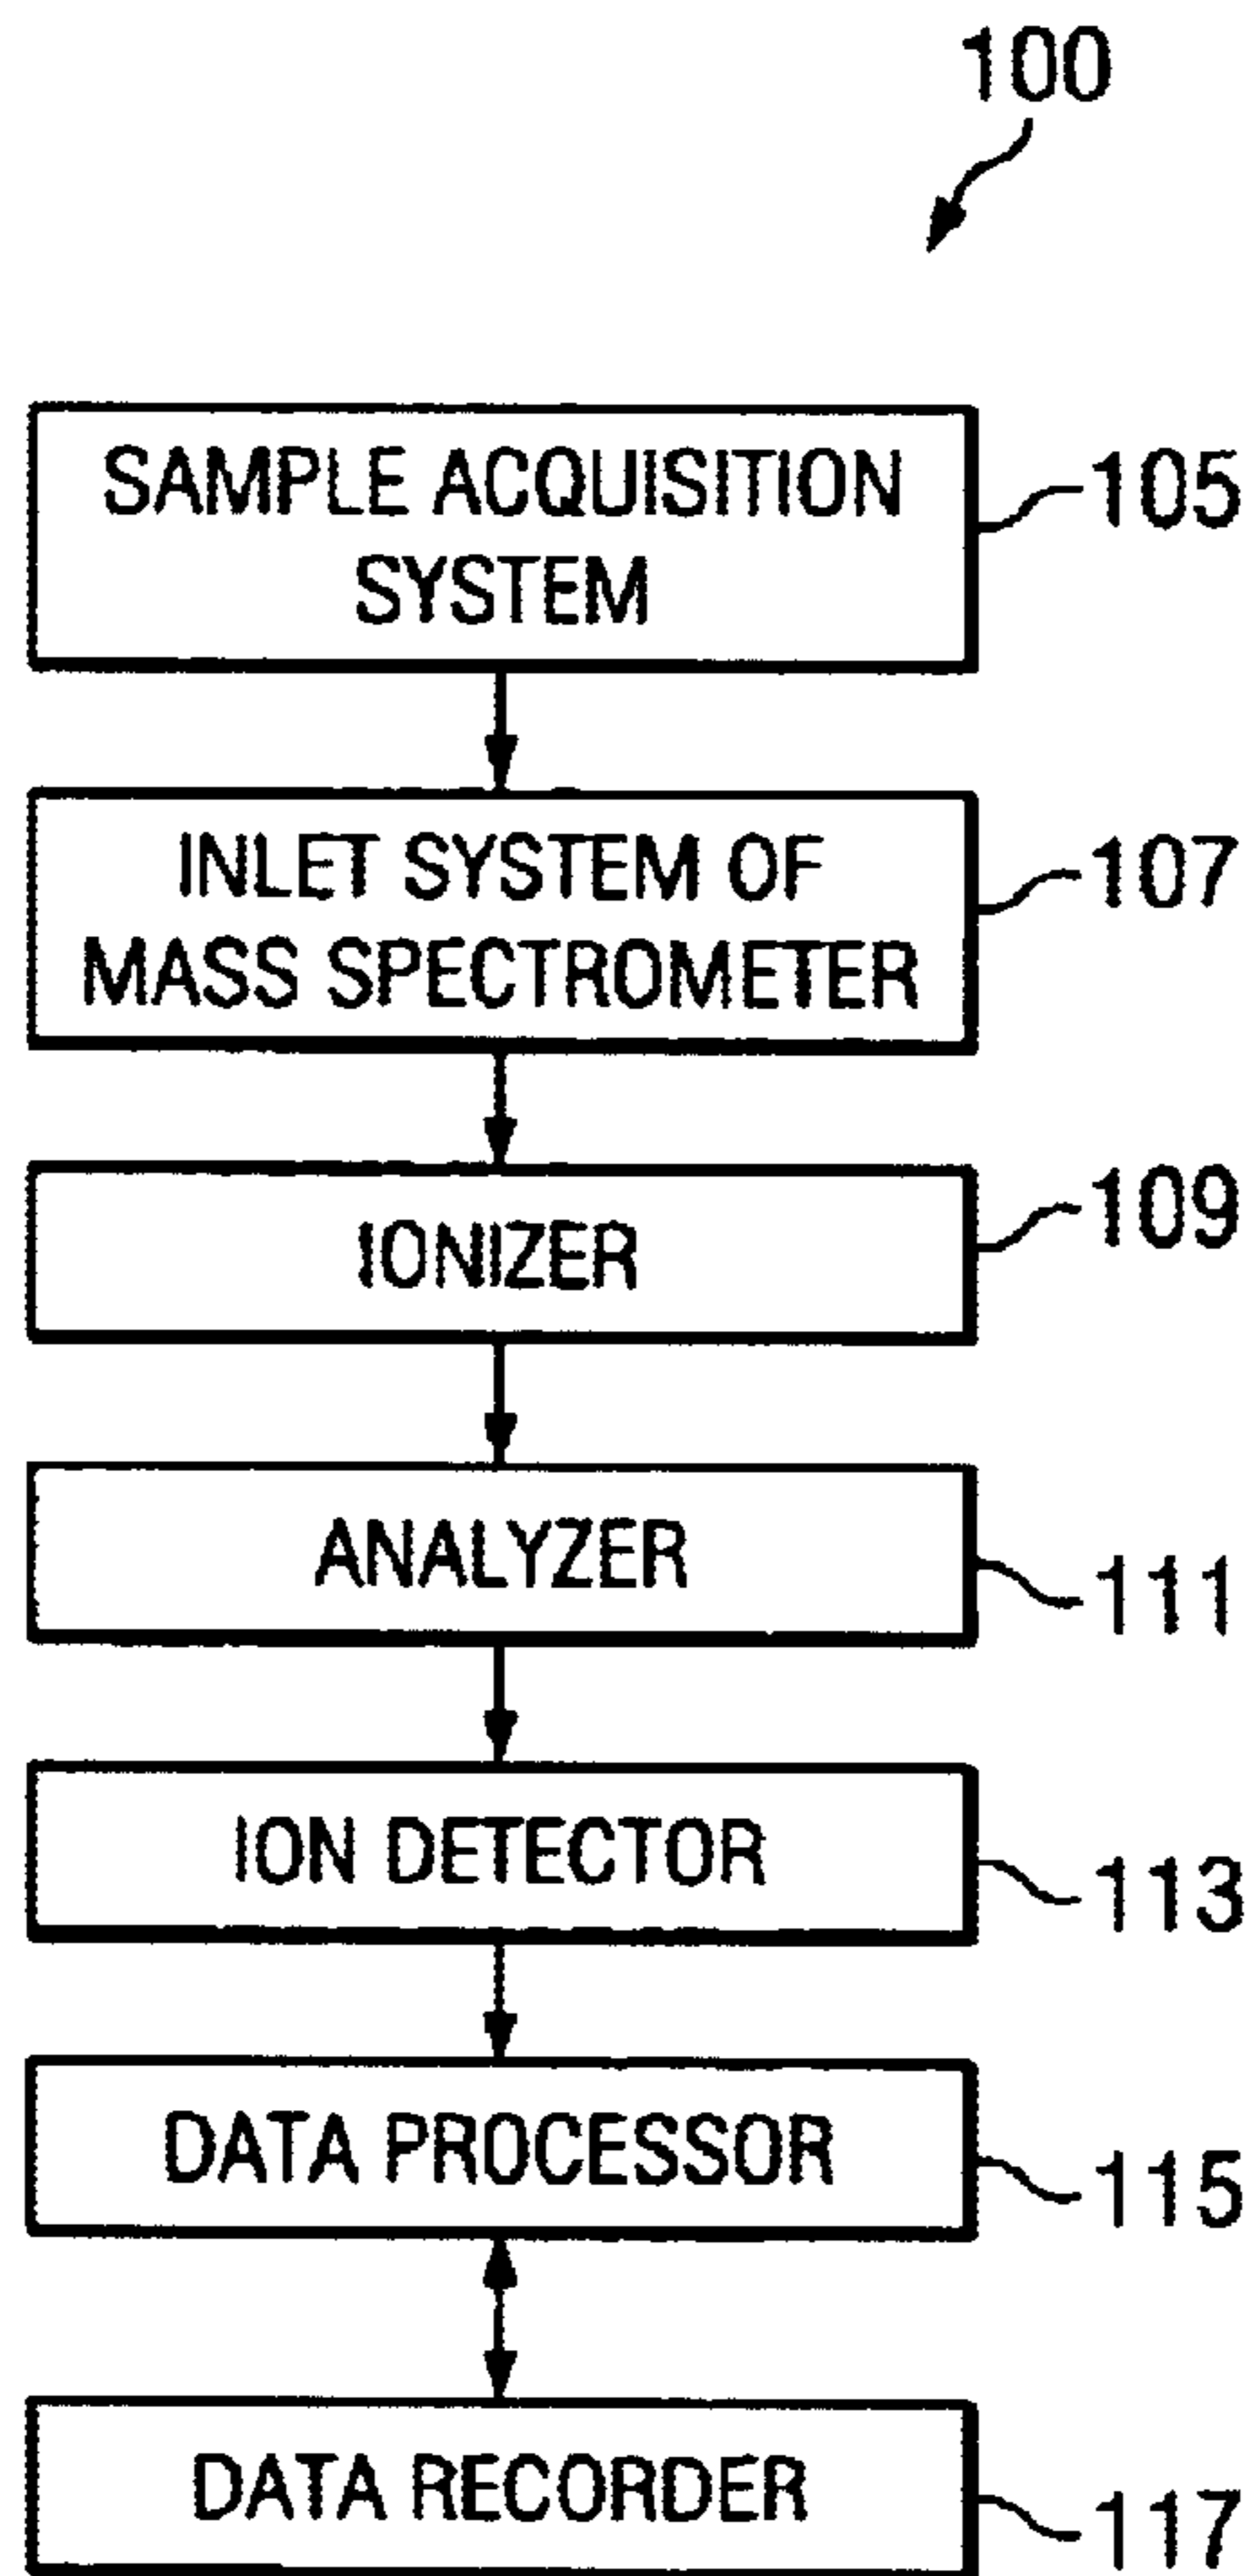 100
SAMPLE ACQUISITION
SYSTEM
105
INLET SYSTEM OF
MASS SPECTROMETER
107
IONIZER
109
ANALYZER
111
ION DETECTOR
113
DATA PROCESSOR
115
DATA RECORDER
117